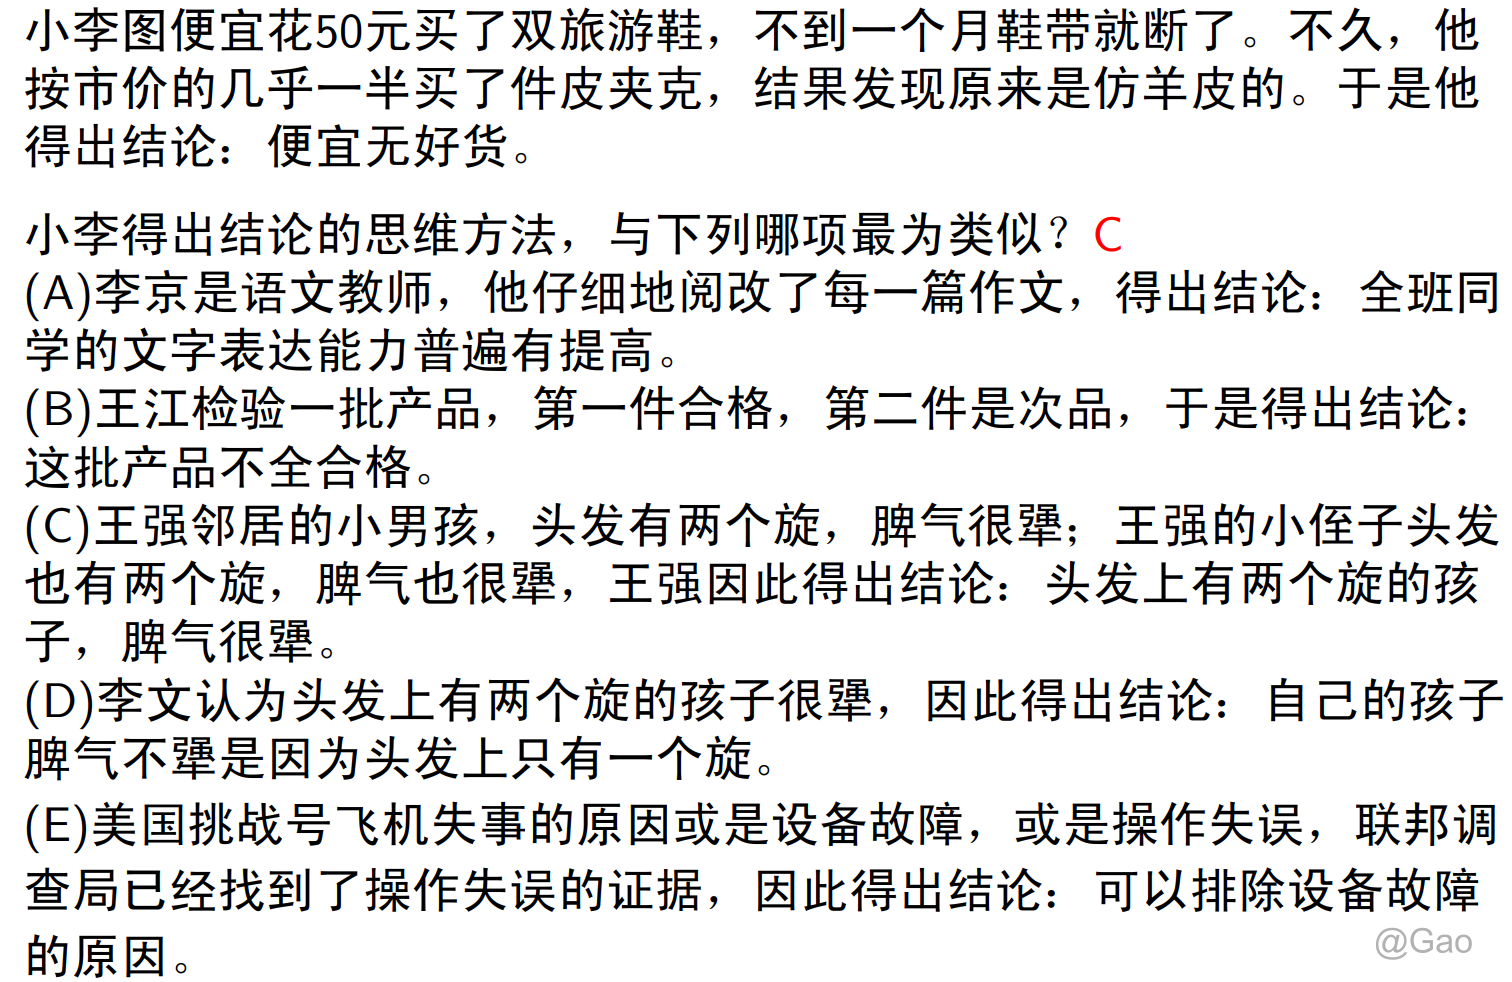 小李图便宜花50元买了双旅游鞋，不到一个月鞋带就断了。不久，他
按市价的几乎一半买了件皮夹克，结果发现原来是仿羊皮的。于是他
得出结论：便宜无好货。
小李得出结论的思维方法，与下列哪项最为类似？C
(A)李京是语文教师，他仔细地阅改了每一篇作文，得出结论：全班同
学的文字表达能力普遍有提高。
(B)王江检验一批产品，第一件合格，第二件是次品，于是得出结论：
这批产品不全合格。
(C)王强邻居的小男孩，头发有两个旋，脾气很犟；王强的小侄子头发
也有两个旋，脾气也很犟，王强因此得出结论：头发上有两个旋的孩
子，脾气很犟。
(D)李文认为头发上有两个旋的孩子很犟，因此得出结论：自己的孩子
脾气不犟是因为头发上只有一个旋。
(E)美国挑战号飞机失事的原因或是设备故障，或是操作失误，联邦调
查局已经找到了操作失误的证据，因此得出结论：可以排除设备故障
的原因。
@Gao